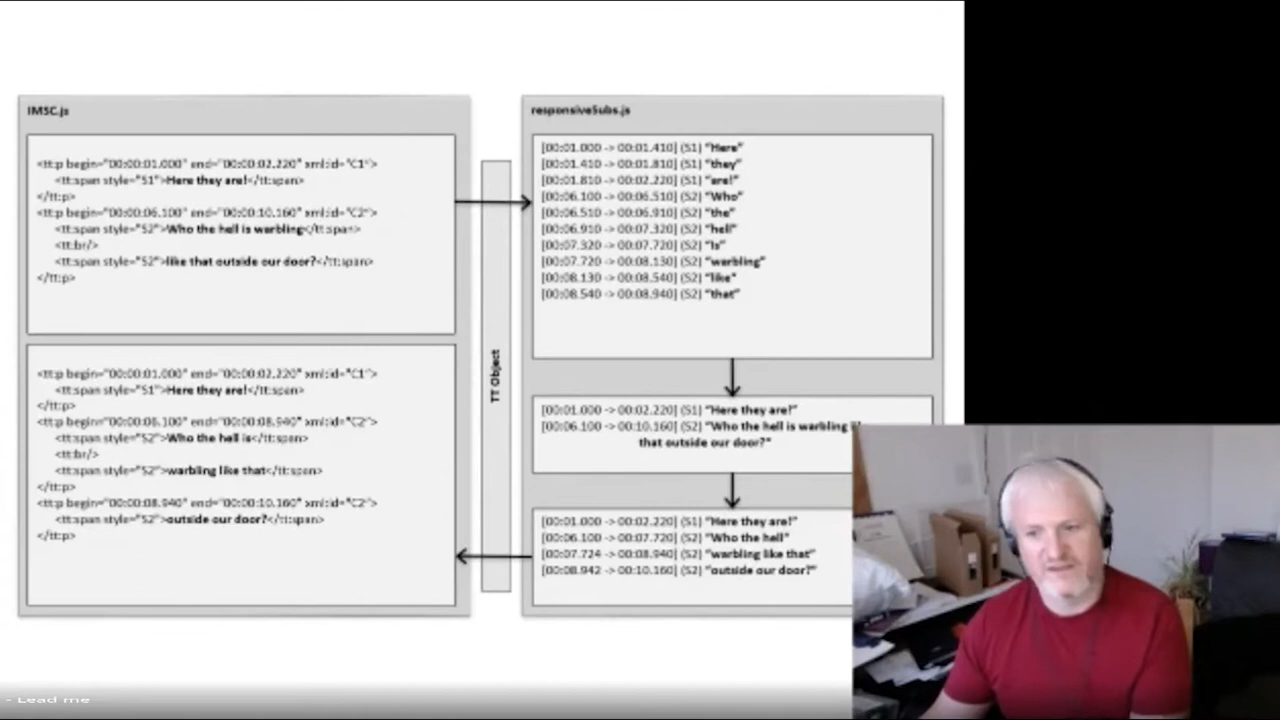 IMSC.js
<tt:p begin="00:00:01.000" end="00:00:02.220" xml:id="C1">
<tt:span style="S1">Here they are!</tt:span>
</tt:p>
<tt:p begin="00:00:06.100" end="00:00:10.160" xml:id="C2">
<tt:span style="S2">Who the hell is warbling</tt:span>
<tt:br/>
<tt:span style="S2">like that outside our door?</tt:span>
</tt:p>
<tt:p begin="00:00:01.000" end="00:00:02.220" xml:id="C1">
<tt:span style="S1">Here they are!</tt:span>
</tt:p>
<tt:p begin="00:00:06.100" end="00:00:08.940" xml:id="C2">
<tt:span style="S2">Who the hell is</tt:span>
<tt:br/>
<tt:span style="S2">warbling like that</tt:span>
</tt:p>
<tt:p begin="00:00:08.940" end="00:00:10.160" xml:id="C2">
<tt:span style="S2">outside our door?</tt:span>
</tt:p>
TT Object
responsiveSubs.js
[00:01.000 -> 00:01.410] (S1) "Here"
[00:01.410 -> 00:01.810] (S1) "they"
[00:01.810 -> 00:02.220] (S1) "are!"
[00:06.100 -> 00:06.510] (S2) "Who"
[00:06.510 -> 00:06.910] (S2) "the"
[00:06.910 -> 00:07.320] (S2) "hell"
[00:07.320 -> 00:07.720] (S2) "is"
[00:07.720 -> 00:08.130] (S2) "warbling"
[00:08.130 -> 00:08.540] (S2) "like"
[00:08.540 -> 00:08.940] (S2) "that"
[00:01.000 -> 00:02.220] (S1) "Here they are!"
[00:06.100 -> 00:10.160] (S2) "Who the hell is warbling
that outside our door?"
[00:01.000 -> 00:02.220] (S1) "Here they are!"
[00:06.100 -> 00:07.720] (S2) "Who the hell"
[00:07.724 -> 00:08.940] (S2) "warbling like that"
[00:08.942 -> 00:10.160] (S2) "outside our door?"
- Lead me